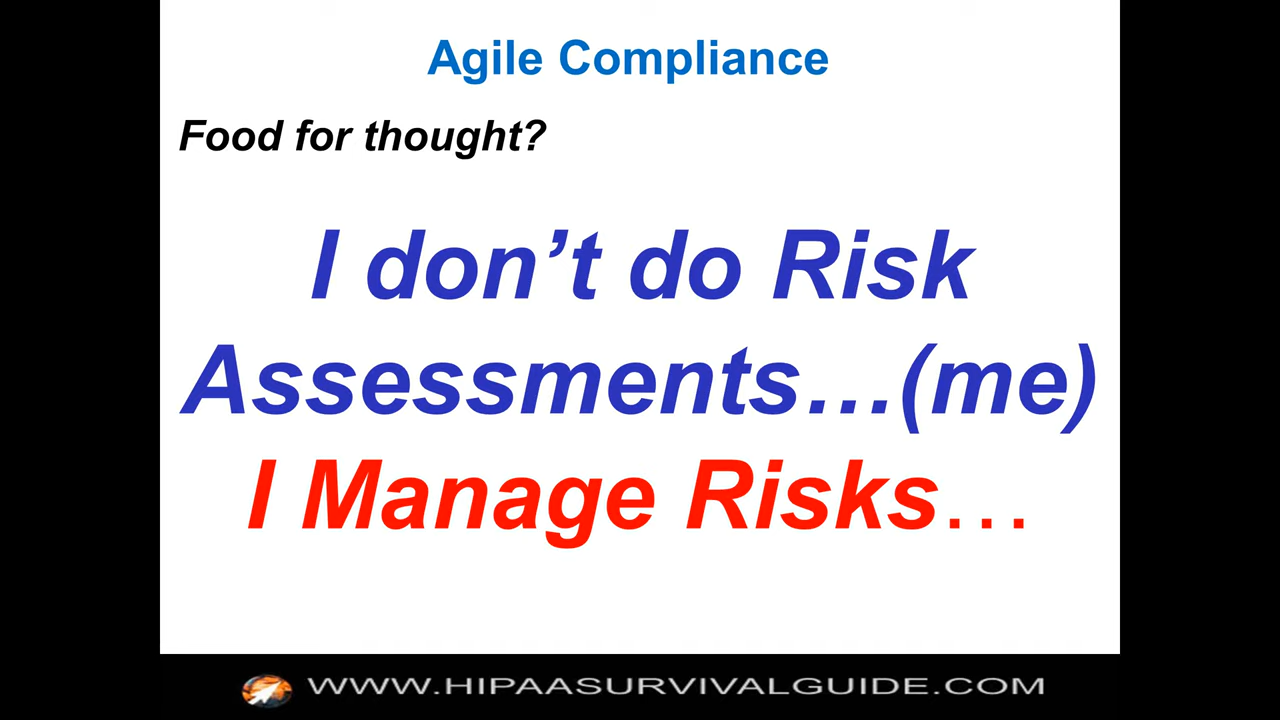 Agile Compliance
Food for thought?
I don’t do Risk
Assessments…(me)
I Manage Risks…
WWW.HIPAASURVIVALGUIDE.COM